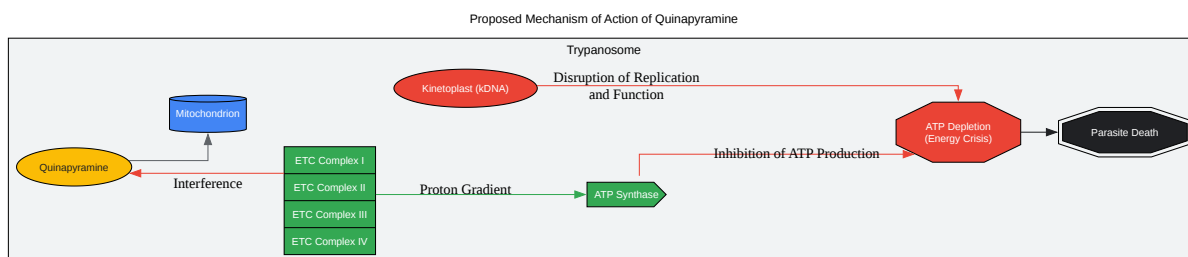 Proposed Mechanism of Action of Quinapyramine
Trypanosome
Kinetoplast (kDNA)
Disruption of Replication
and Function
Mitochondrion
ATP Depletion
(Energy Crisis)
Parasite Death
Quinapyramine
Interference
ETC Complex I
ETC Complex II
ETC Complex III
ETC Complex IV
Proton Gradient
ATP Synthase
Inhibition of ATP Production